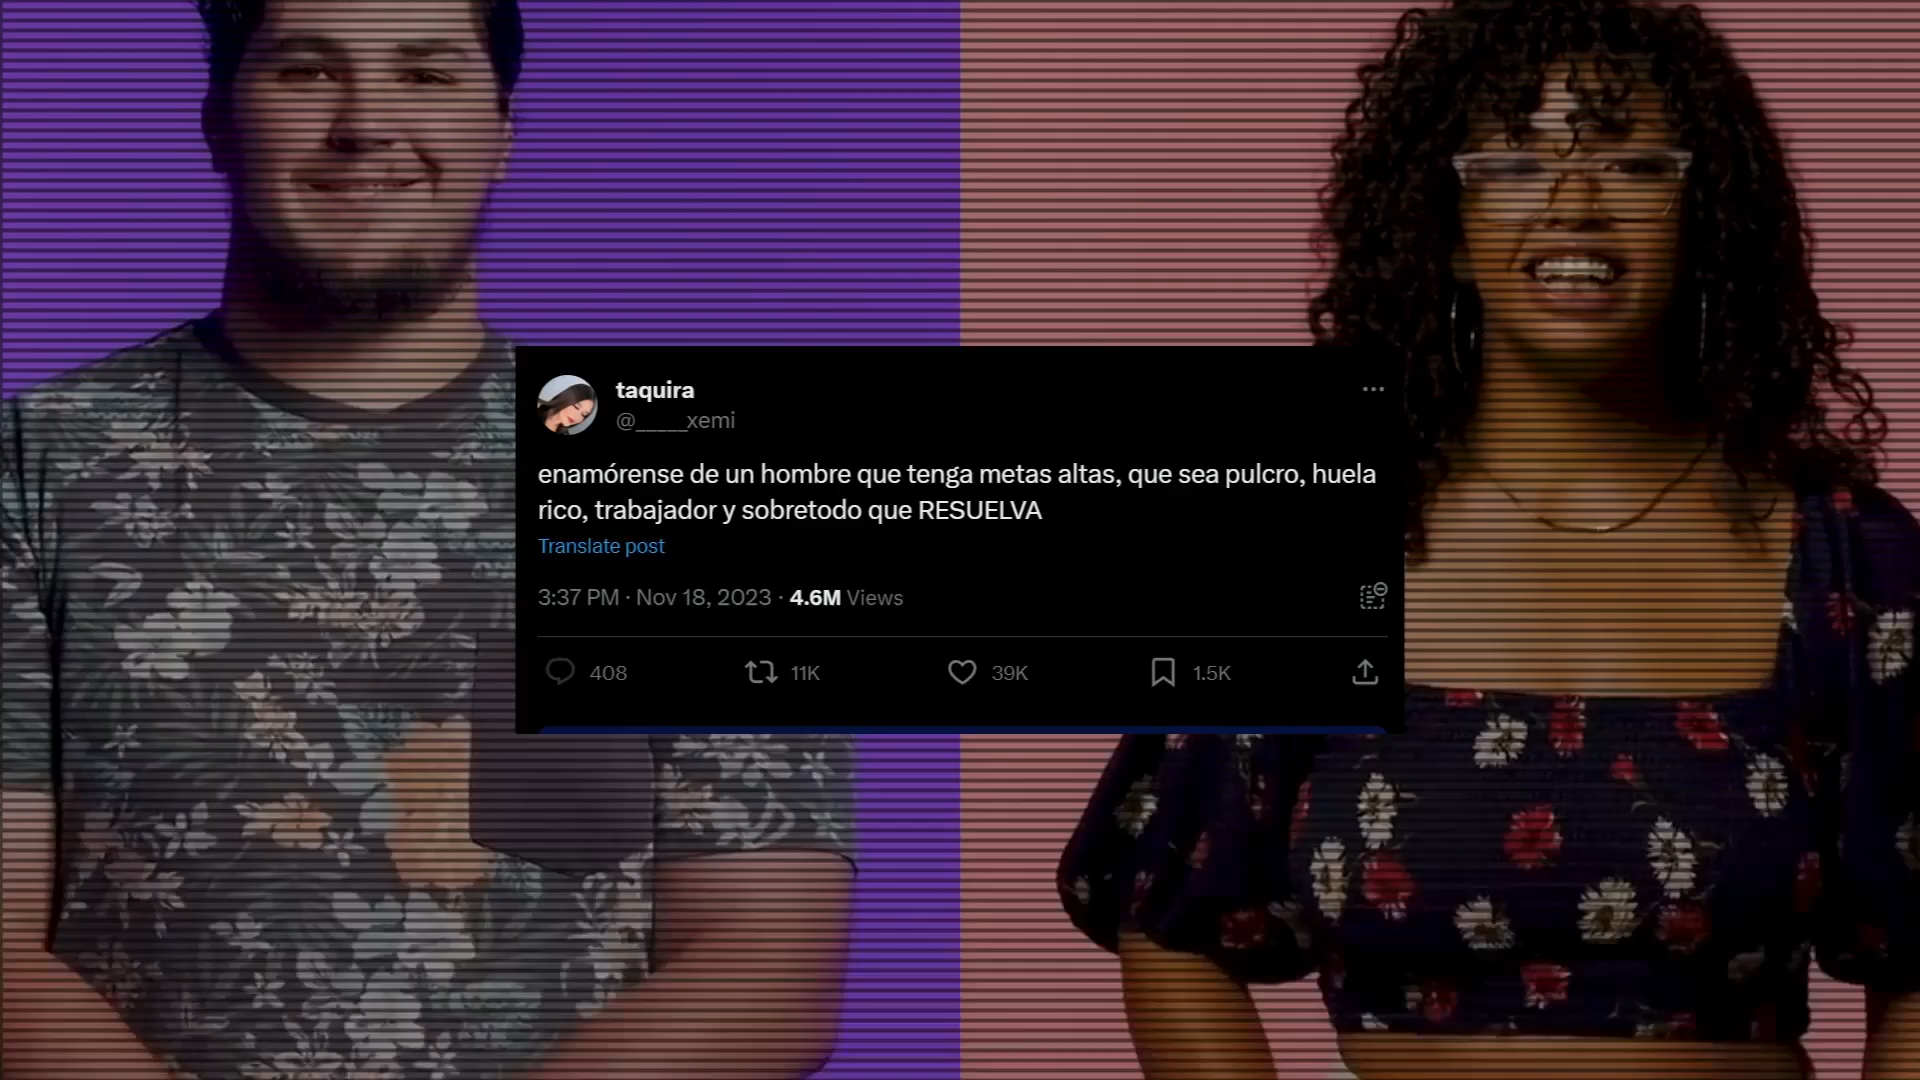 taquira
@_____xemi
enamórense de un hombre que tenga metas altas, que sea pulcro, huela
rico, trabajador y sobretodo que RESUELVA
Translate post
3:37 PM · Nov 18, 2023 · 4.6M Views
408 11K 39K 1.5K